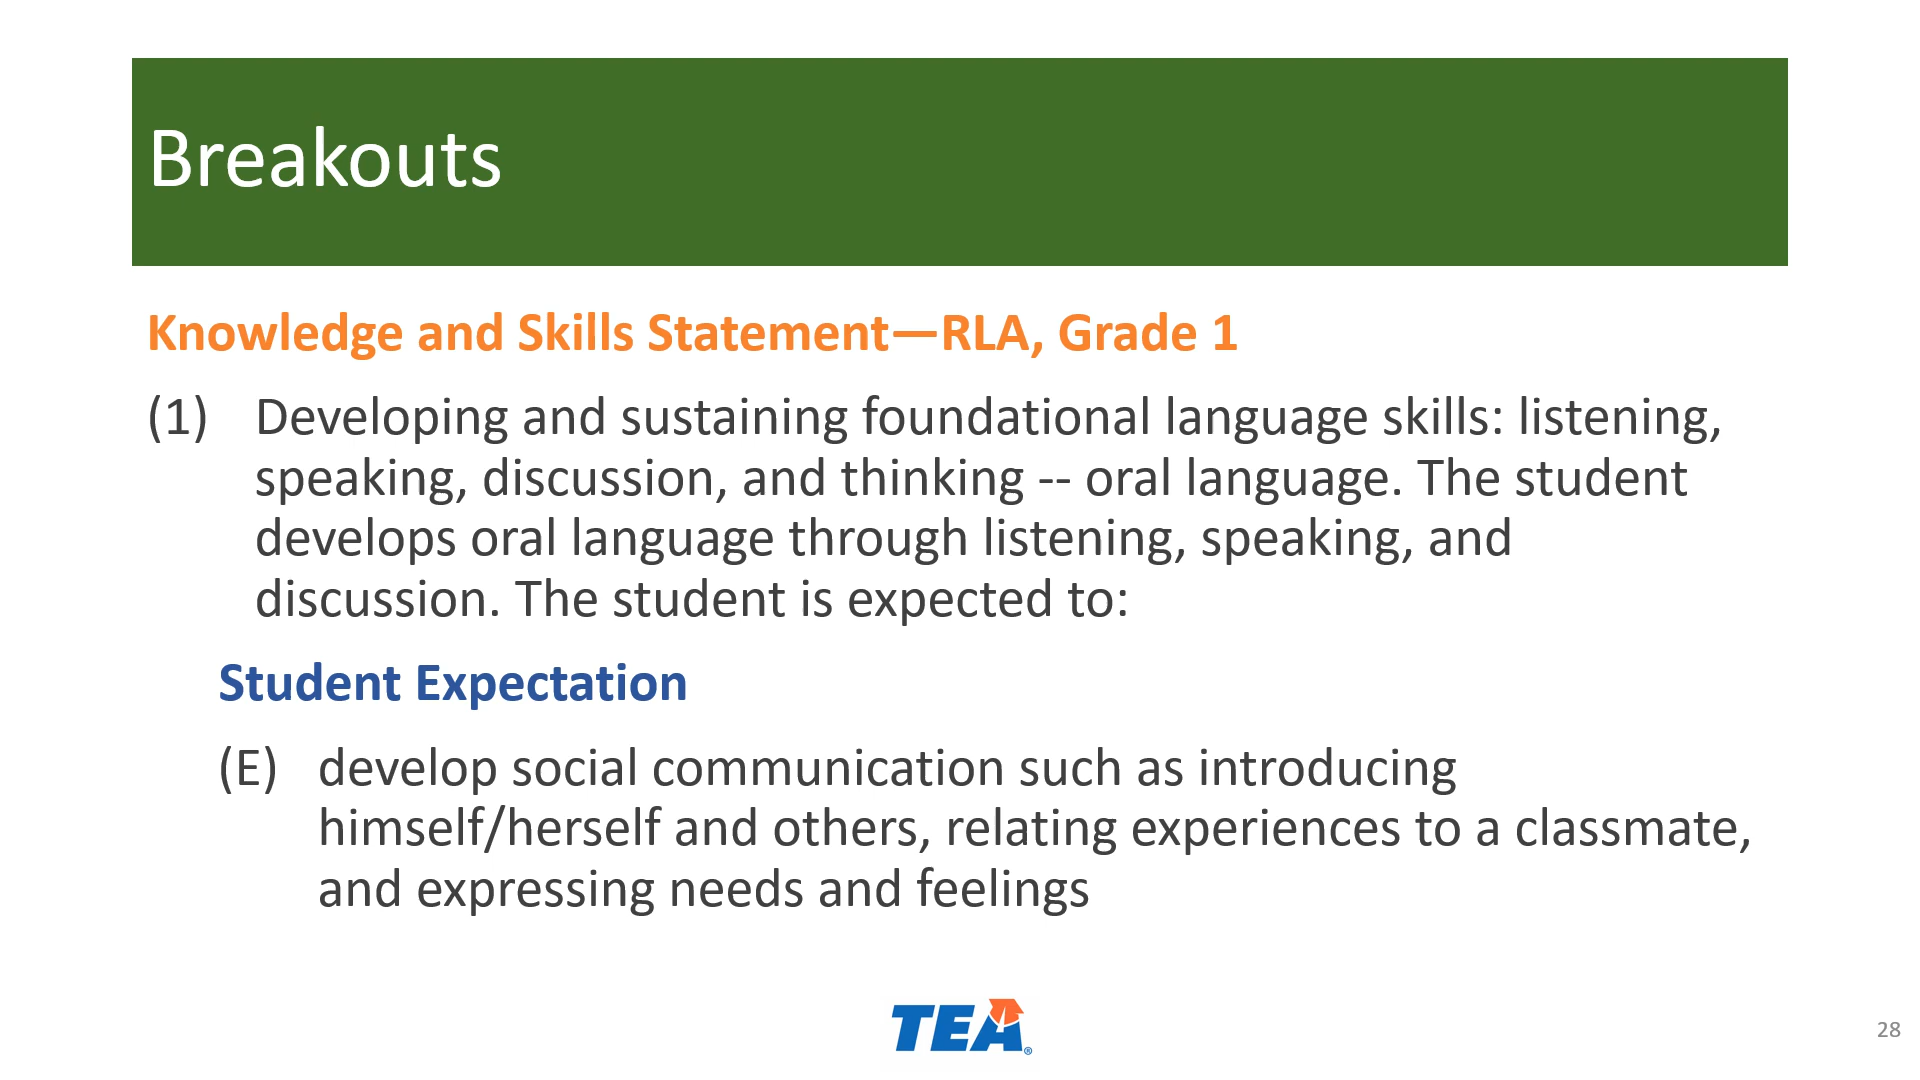 Breakouts
Knowledge and Skills Statement—RLA, Grade 1
(1) Developing and sustaining foundational language skills: listening,
speaking, discussion, and thinking -- oral language. The student
develops oral language through listening, speaking, and
discussion. The student is expected to:
Student Expectation
(E) develop social communication such as introducing
himself/herself and others, relating experiences to a classmate,
and expressing needs and feelings
TEA®
28